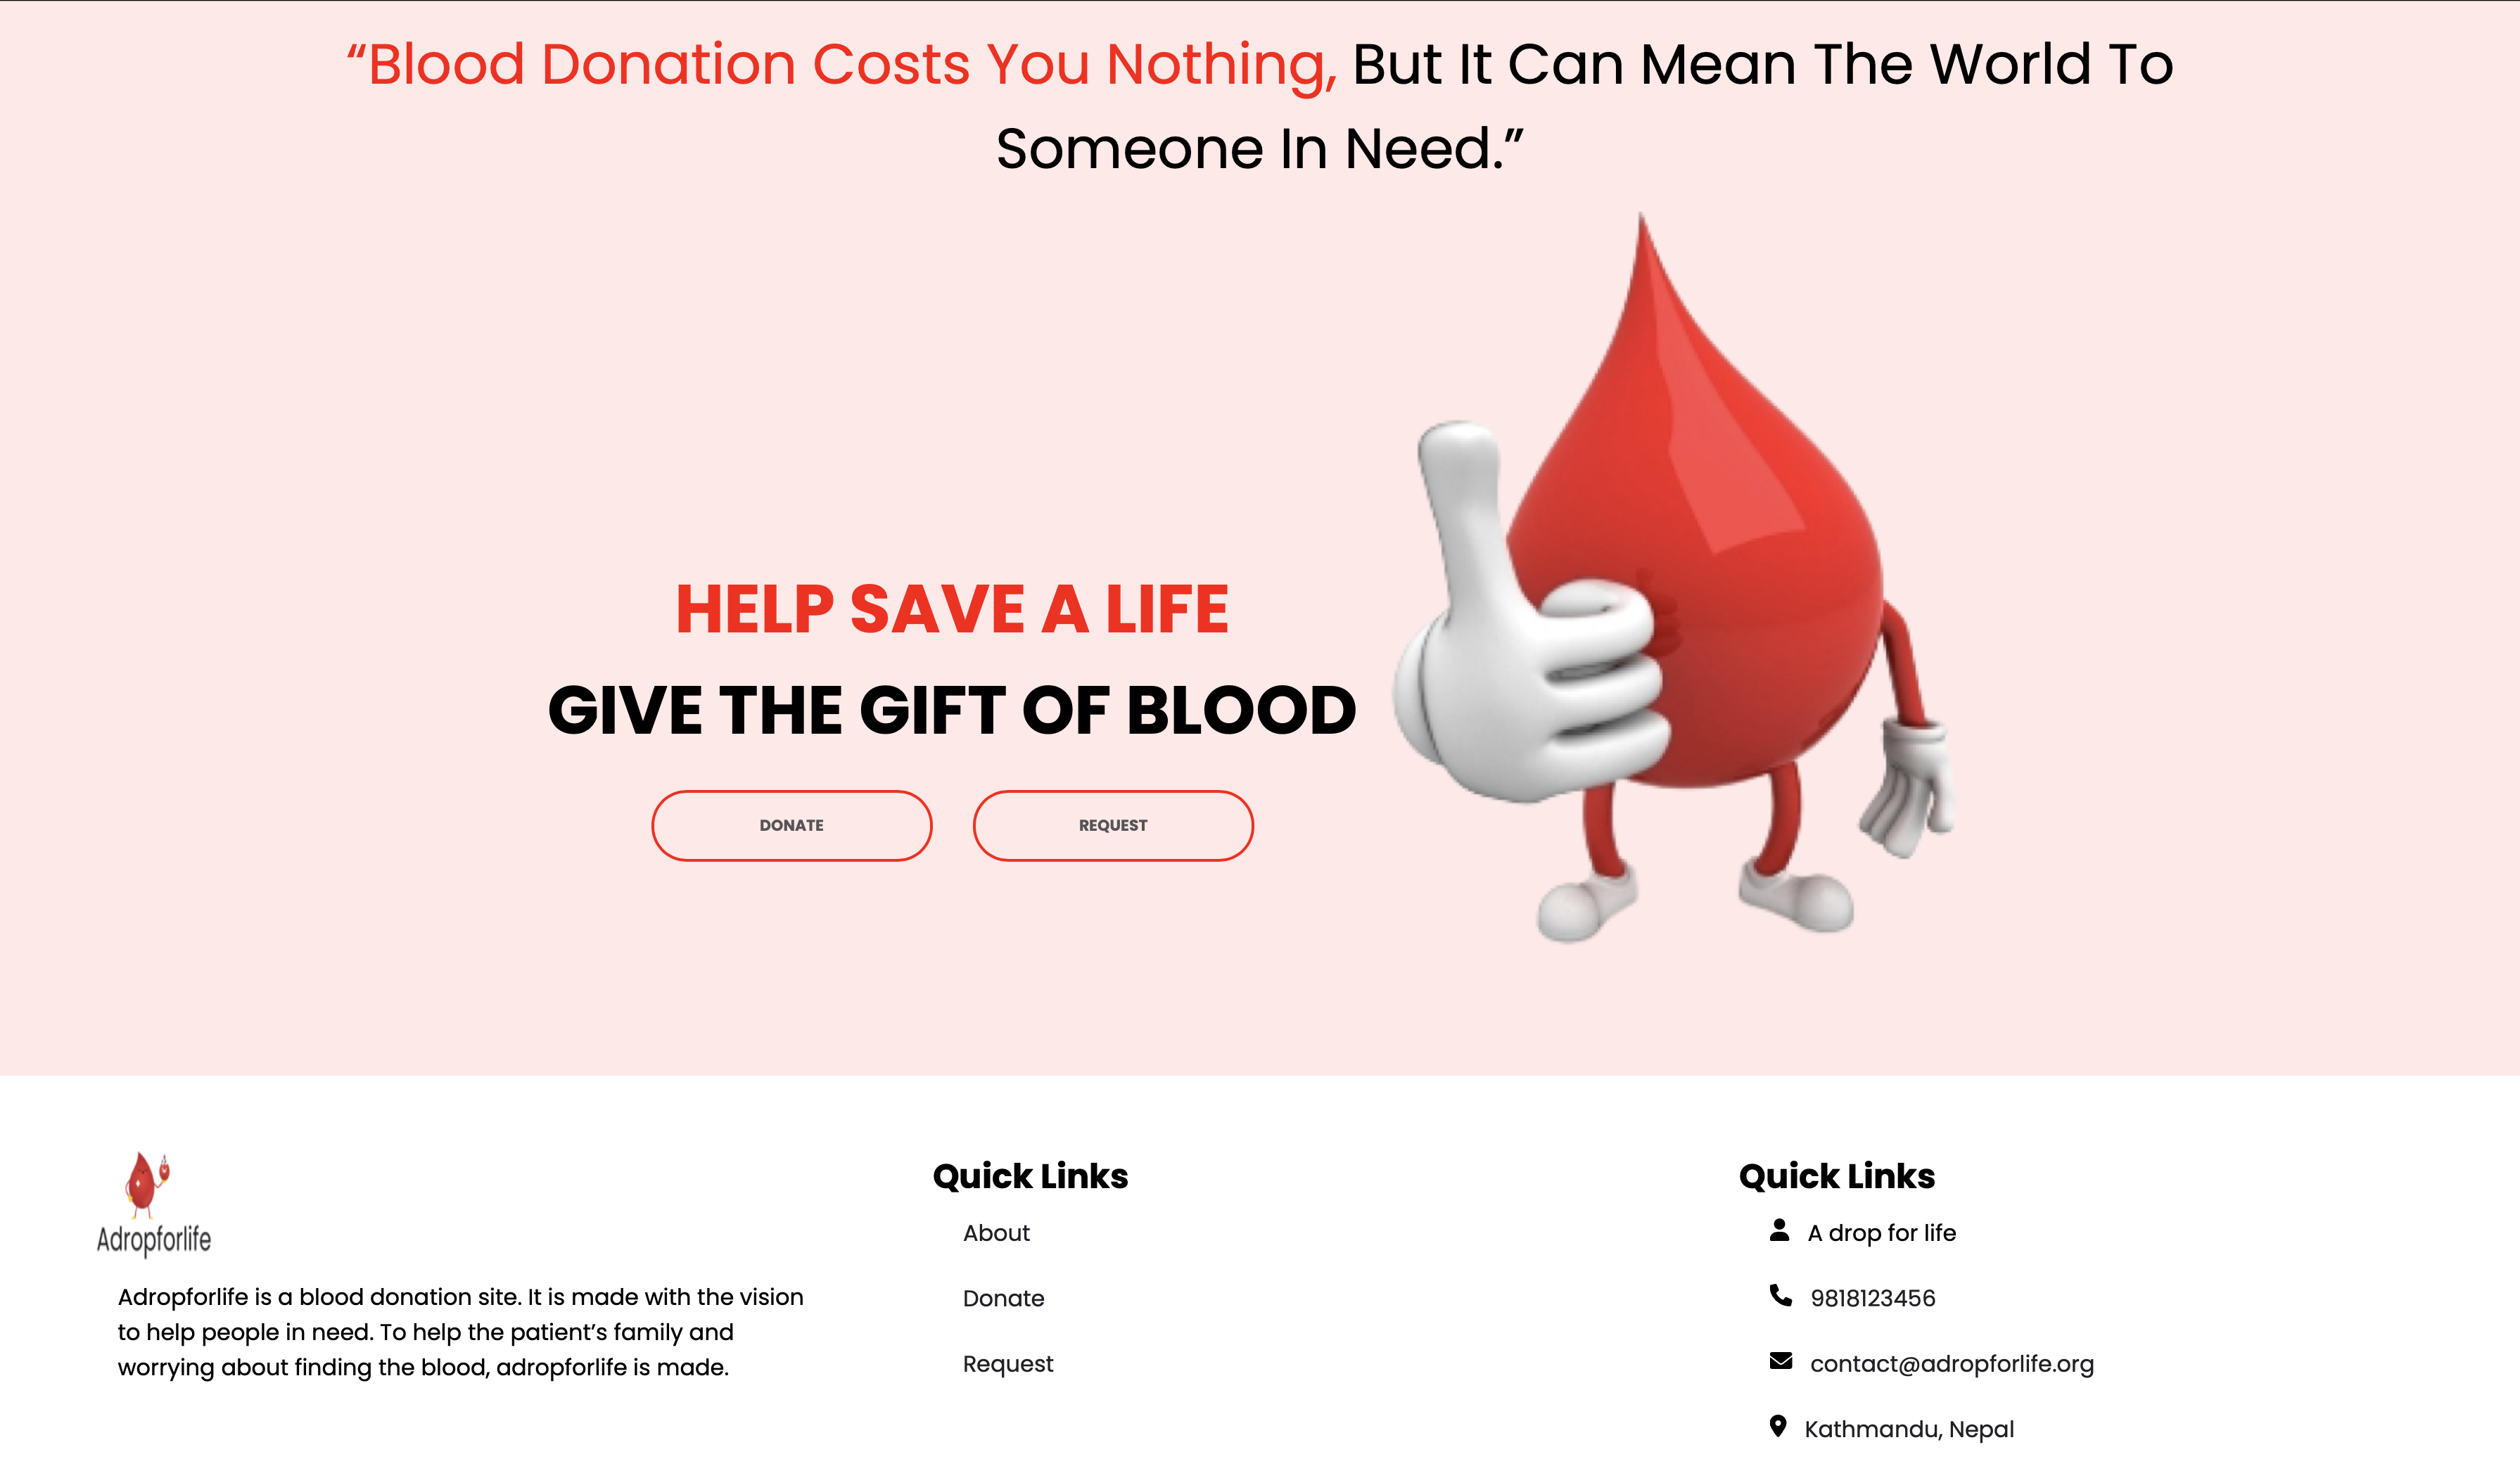 “Blood Donation Costs You Nothing, But It Can Mean The World To
Someone In Need.”
HELP SAVE A LIFE
GIVE THE GIFT OF BLOOD
DONATE
REQUEST
Adropforlife
Adropforlife is a blood donation site. It is made with the vision
to help people in need. To help the patient’s family and
worrying about finding the blood, adropforlife is made.
Quick Links
About
Donate
Request
Quick Links
A drop for life
9818123456
contact@adropforlife.org
Kathmandu, Nepal